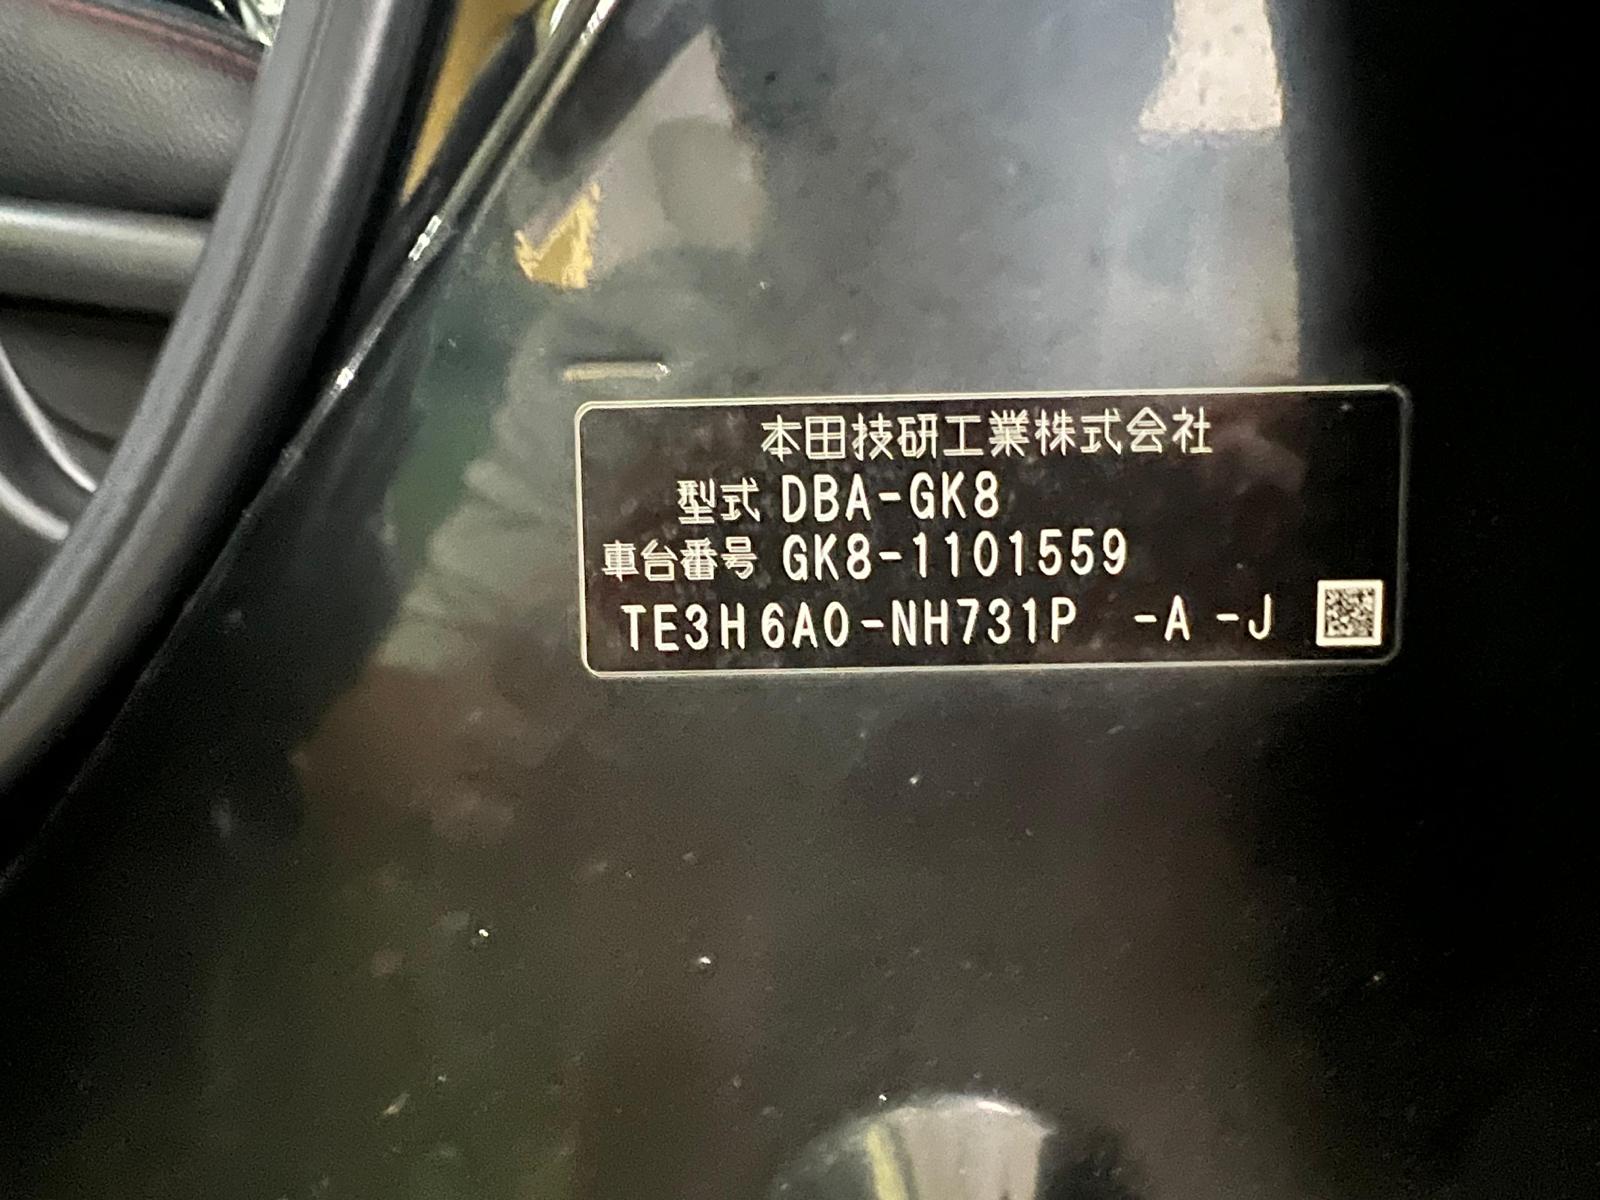 本田技研工業株式会社
型式 DBA-GK8
車台番号 GK8-1101559
TE3H6A0-NH731P -A -J